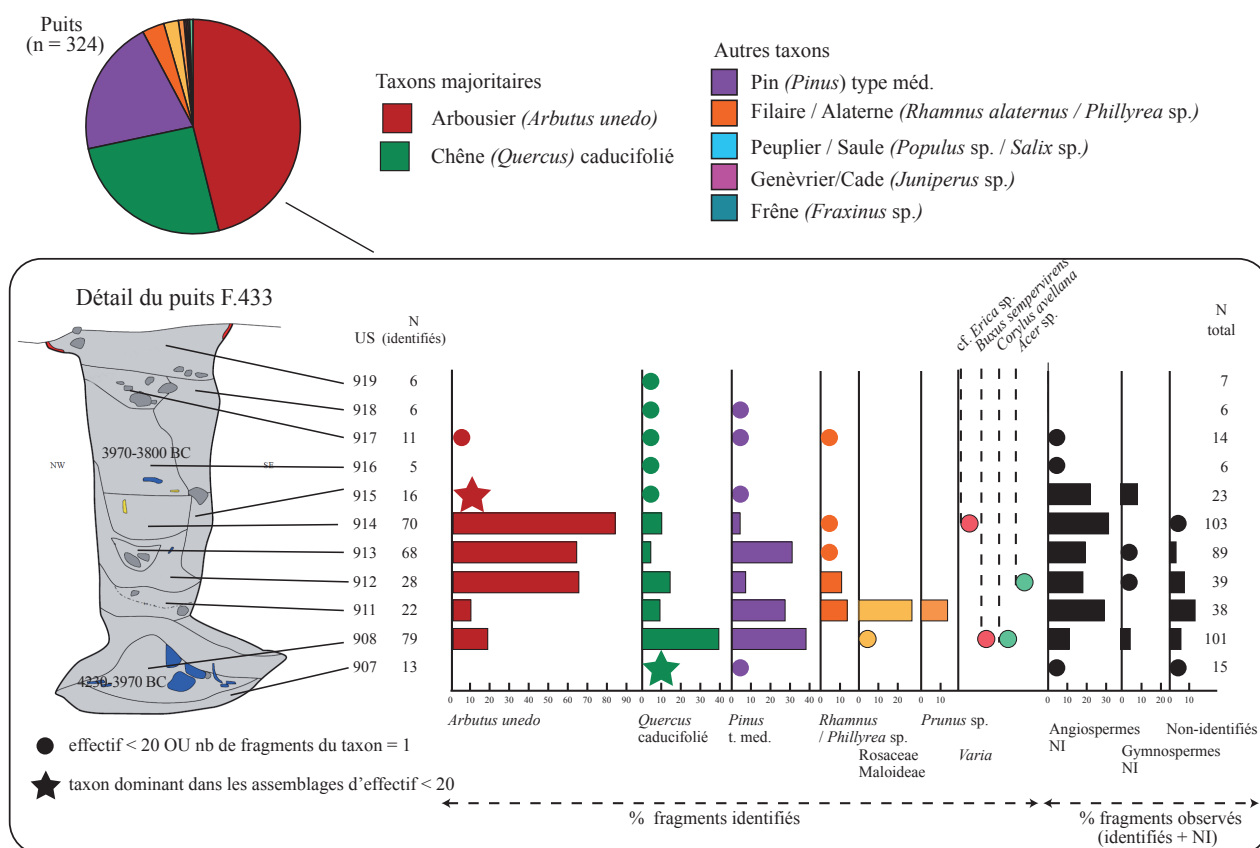 Puits
(n = 324)
Taxons majoritaires
Arbousier (Arbutus unedo)
Chêne (Quercus) caducifolié
Autres taxons
Pin (Pinus) type méd.
Filaire / Alaterne (Rhamnus alaternus / Phillyrea sp.)
Peuplier / Saule (Populus sp. / Salix sp.)
Genèvrier/Cade (Juniperus sp.)
Frêne (Fraxinus sp.)
Détail du puits F.433
US
N
(identifiés)
cf. Erica sp.
Buxus sempervirens
Corylus avellana
Acer sp.
N
total
919 6 7
918 6 6
917 11 14
916 5 6
915 16 23
914 70 103
913 68 89
912 28 39
911 22 38
908 79 101
907 13 15
3970-3800 BC
NW
SE
4230-3970 BC
0 10 20 30 40 50 60 70 80 90
0 10 20 30 40
0 10 20 30 40
0 10 20 30
0 10 20 30
0 10
0 10 20 30
0 10 20
0 10
Arbutus unedo
Quercus
caducifolié
Pinus
t. med.
Rhamnus
/ Phillyrea sp.
Rosaceae
Maloideae
Prunus sp.
Varia
Angiospermes
NI
Gymnospermes
NI
Non-identifiés
effectif < 20 OU nb de fragments du taxon = 1
taxon dominant dans les assemblages d'effectif < 20
% fragments identifiés
% fragments observés
(identifiés + NI)